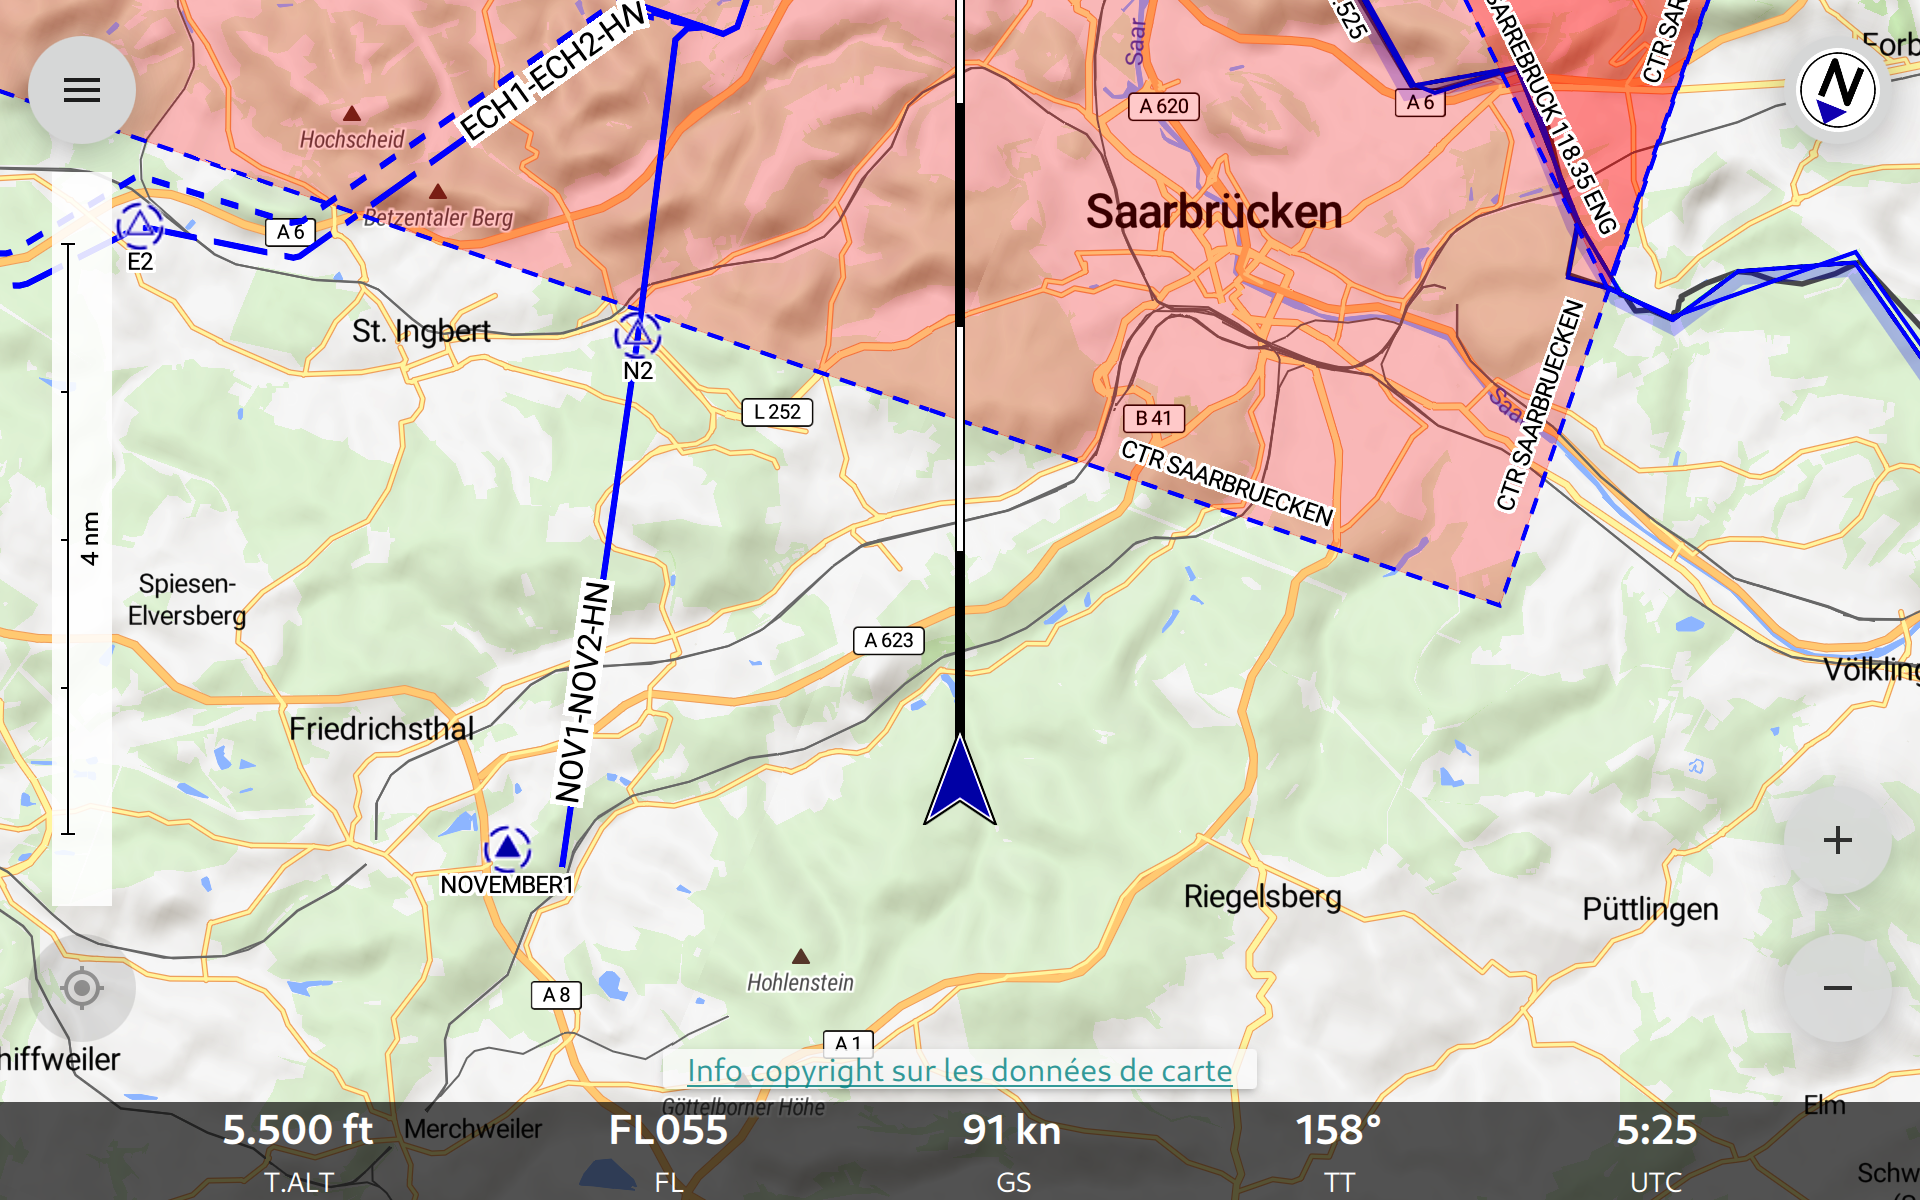 ECH1-ECH2-HN
.525
SARREBRUCK 118.35 ENG
Saar
Forb
N
A 620
A 6
Hochscheid
Saarbrücken
Betzentaler Berg
A 6
E2
St. Ingbert
N2
L 252
B 41
Saa
CTR SAARBRUECKEN
CTR SAARBRUECKEN
CTR SAR
4 nm
Spiesen-
Elversberg
A 623
NOV1-NOV2-HN
Völkling
Friedrichsthal
NOVEMBER1
Riegelsberg
Püttlingen
Hohlenstein
A 8
A 1
hiffweiler
Info copyright sur les données de carte
Göttelborner Höhe
Elm
Merchweiler
5.500 ft
T.ALT
FL055
FL
91 kn
GS
158°
TT
5:25
UTC
Schw